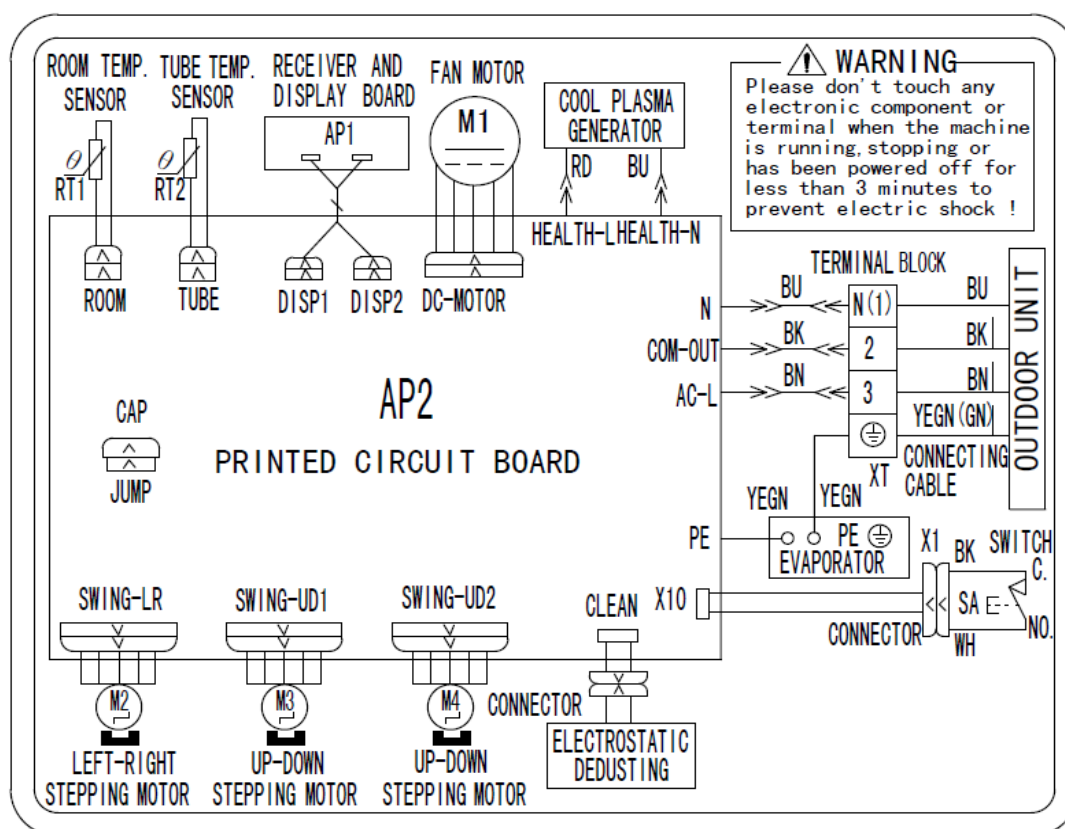 ROOM TEMP.
SENSOR
TUBE TEMP.
SENSOR
RECEIVER AND
DISPLAY BOARD
FAN MOTOR
COOL PLASMA
GENERATOR
WARNING
Please don't touch any
electronic component or
terminal when the machine
is running,stopping or
has been powered off for
less than 3 minutes to
prevent electric shock !
θ
RT1
θ
RT2
AP1
M1
RD
BU
HEALTH-L
HEALTH-N
ROOM
TUBE
DISP1
DISP2
DC-MOTOR
TERMINAL BLOCK
N
BU
N(1)
BU
COM-OUT
BK
2
BK
AC-L
BN
3
BN
YEGN(GN)
XT
CONNECTING
CABLE
OUTDOOR UNIT
CAP
JUMP
AP2
PRINTED CIRCUIT BOARD
YEGN
YEGN
PE
PE
EVAPORATOR
X1
BK
SWITCH
C.
SA
NO.
WH
X10
CONNECTOR
SWING-LR
SWING-UD1
SWING-UD2
CLEAN
M2
M3
M4
CONNECTOR
LEFT-RIGHT
STEPPING MOTOR
UP-DOWN
STEPPING MOTOR
UP-DOWN
STEPPING MOTOR
ELECTROSTATIC
DEDUSTING